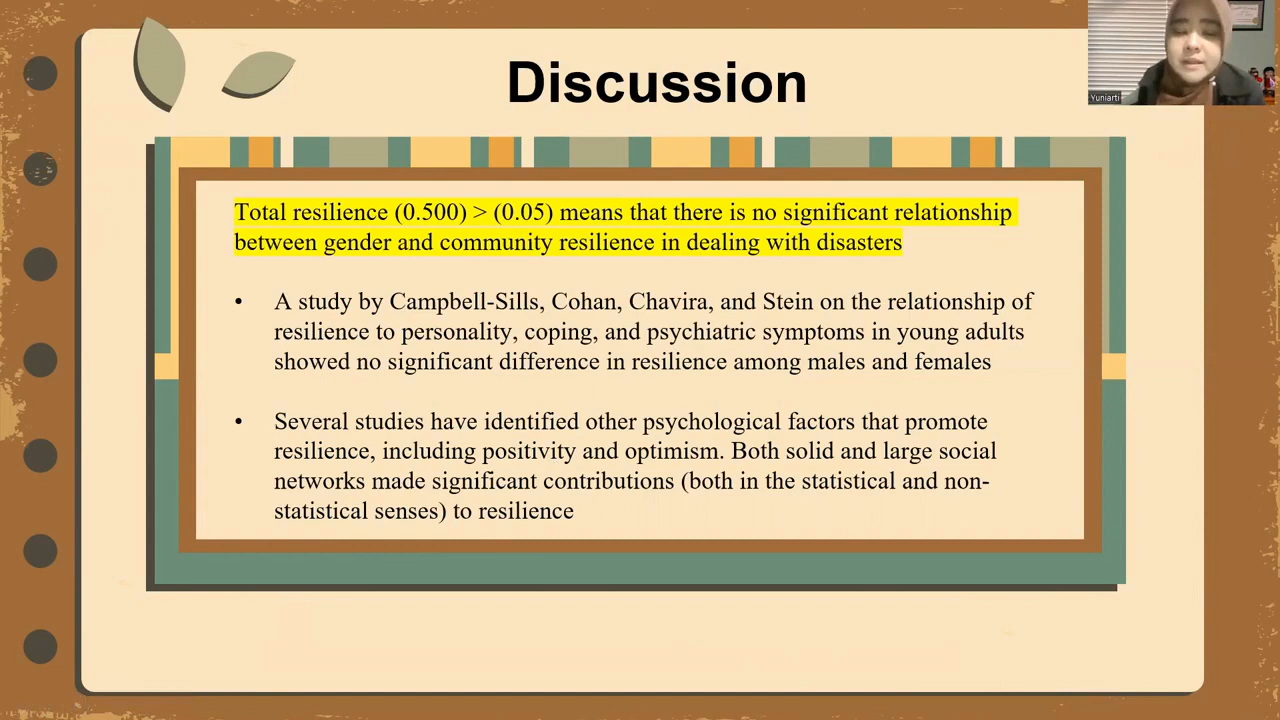 Discussion
Yuniarti
Total resilience (0.500) > (0.05) means that there is no significant relationship
between gender and community resilience in dealing with disasters
• A study by Campbell-Sills, Cohan, Chavira, and Stein on the relationship of
resilience to personality, coping, and psychiatric symptoms in young adults
showed no significant difference in resilience among males and females
• Several studies have identified other psychological factors that promote
resilience, including positivity and optimism. Both solid and large social
networks made significant contributions (both in the statistical and non-
statistical senses) to resilience